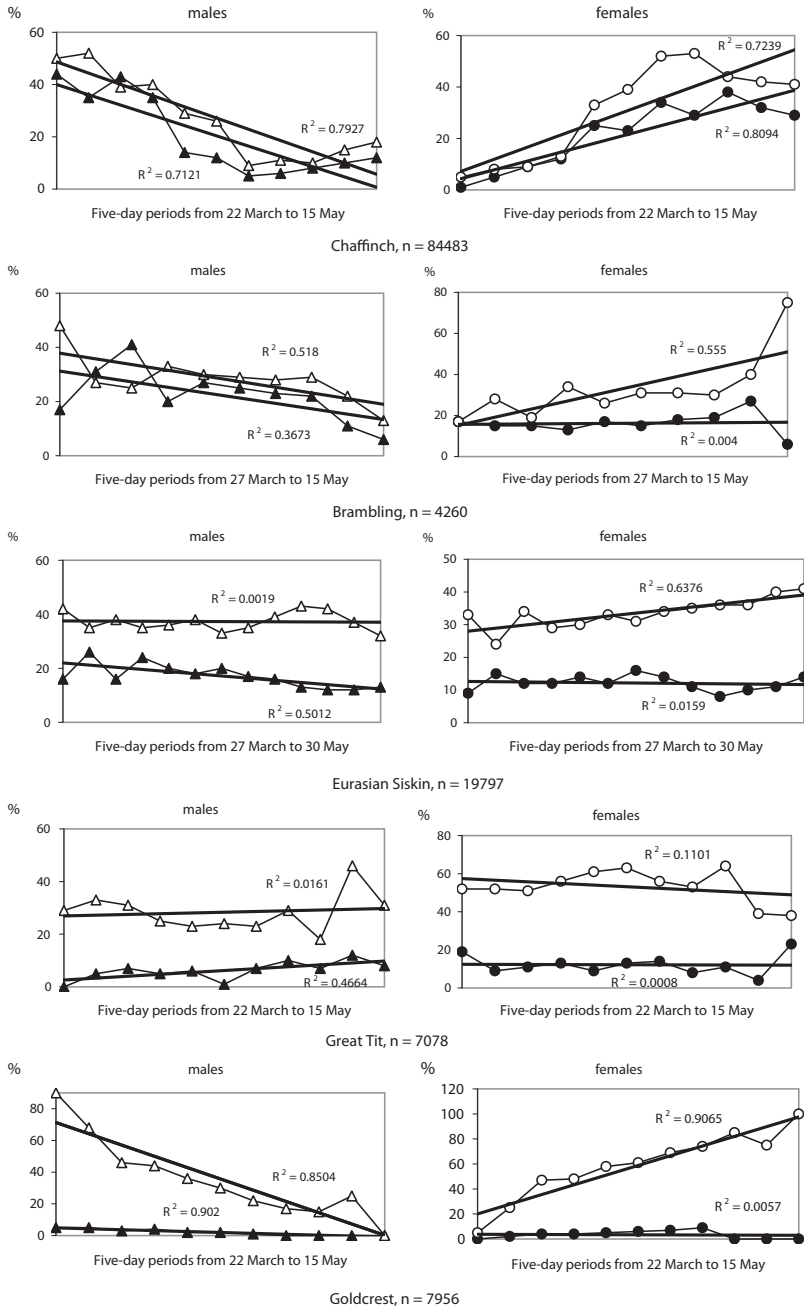 % males
60
40
20
0
R² = 0.7927
R² = 0.7121
Five-day periods from 22 March to 15 May
females
60
40
20
0
R² = 0.7239
R² = 0.8094
Five-day periods from 22 March to 15 May
Chaffinch, n = 84483
% males
60
40
20
0
R² = 0.518
R² = 0.3673
Five-day periods from 27 March to 15 May
% females
80
60
40
20
0
R² = 0.555
R² = 0.004
Five-day periods from 27 March to 15 May
Brambling, n = 4260
% males
60
40
20
0
R² = 0.0019
R² = 0.5012
Five-day periods from 27 March to 30 May
% females
50
40
30
20
10
0
R² = 0.6376
R² = 0.0159
Five-day periods from 27 March to 30 May
Eurasian Siskin, n = 19797
% males
60
40
20
0
R² = 0.0161
R² = 0.4664
Five-day periods from 22 March to 15 May
% females
80
60
40
20
0
R² = 0.1101
R² = 0.0008
Five-day periods from 22 March to 15 May
Great Tit, n = 7078
% males
80
60
40
20
0
R² = 0.8504
R² = 0.902
Five-day periods from 22 March to 15 May
% females
120
100
80
60
40
20
0
R² = 0.9065
R² = 0.0057
Five-day periods from 22 March to 15 May
Goldcrest, n = 7956